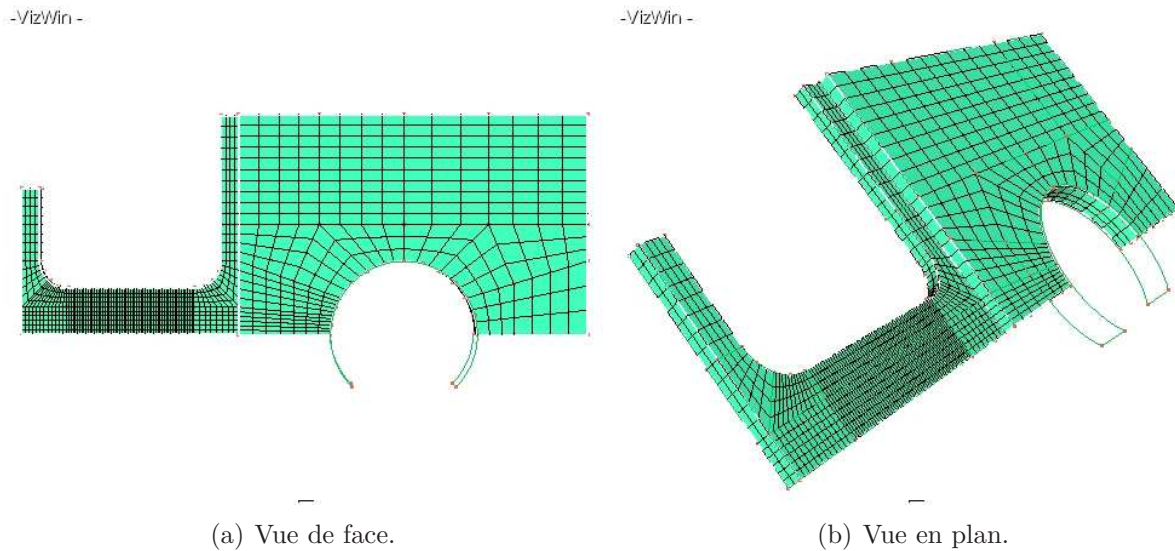 -VizWin -
-VizWin -
(a) Vue de face.
(b) Vue en plan.